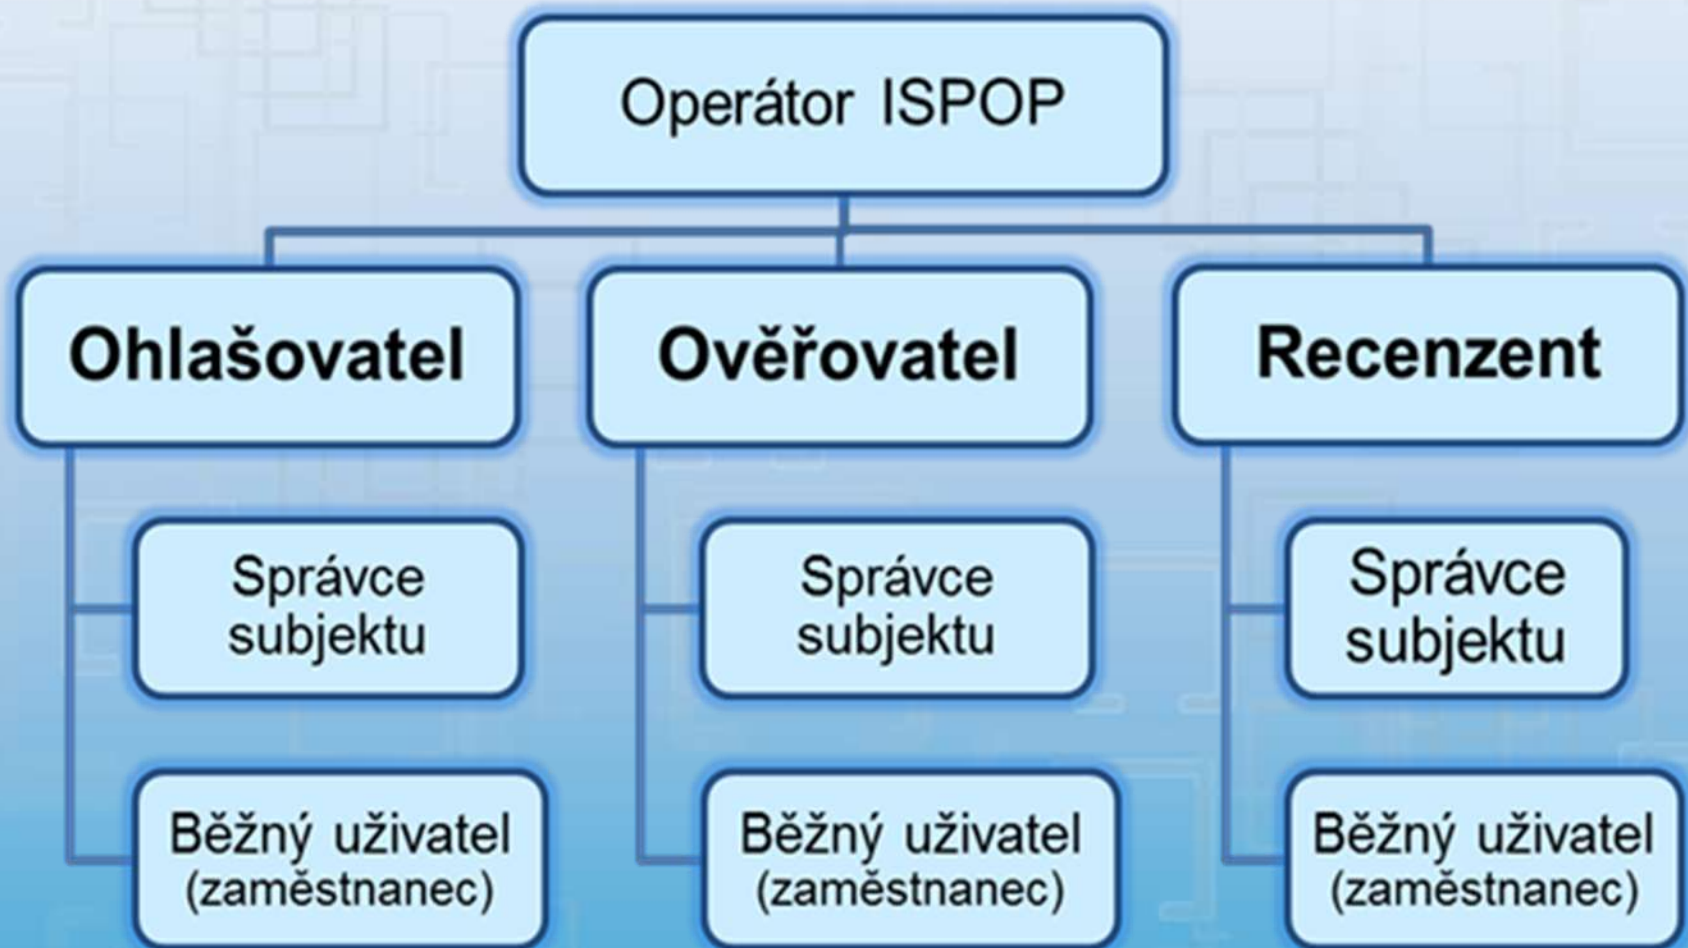 Operátor ISPOP
Ohlašovatel
Ověřovatel
Recenzent
Správce
subjektu
Správce
subjektu
Správce
subjektu
Běžný uživatel
(zaměstnanec)
Běžný uživatel
(zaměstnanec)
Běžný uživatel
(zaměstnanec)